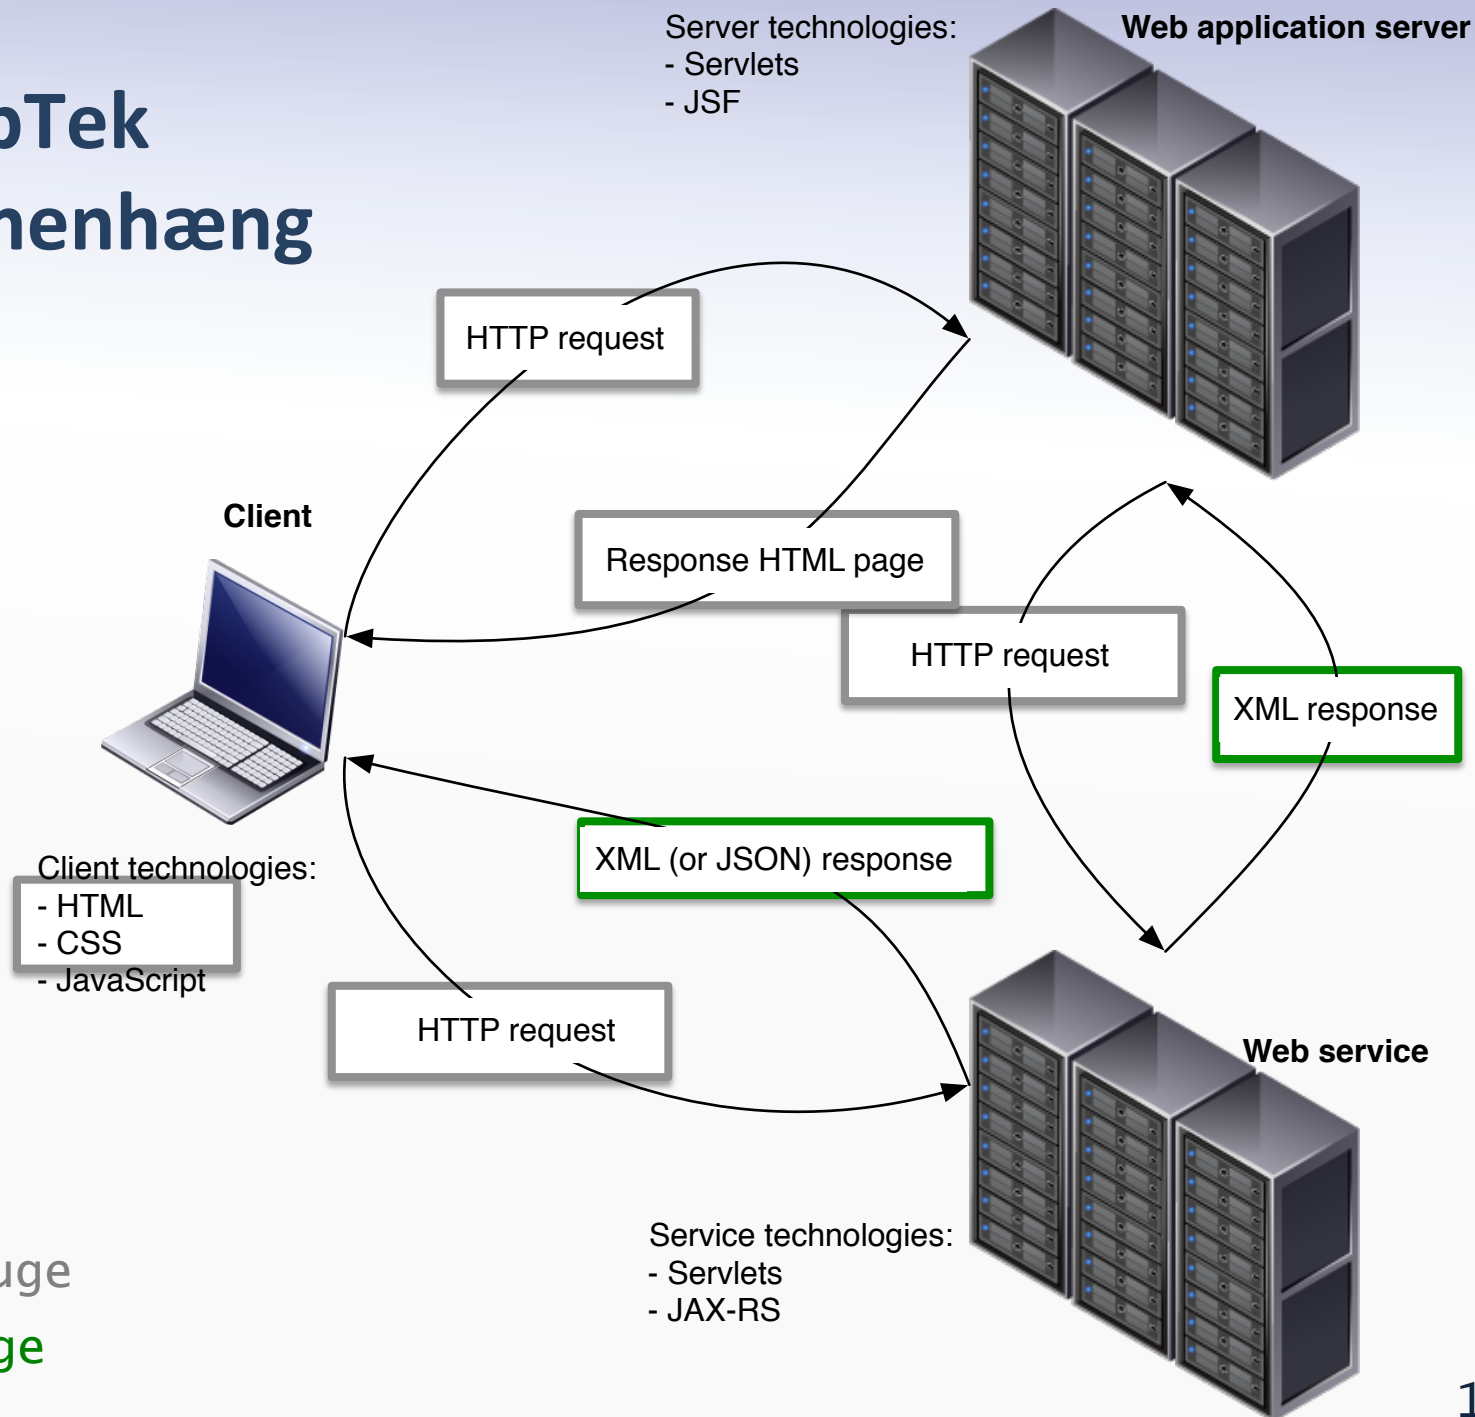 Server technologies:
- Servlets
- JSF
Web application server
bTek
nenhæng
HTTP request
Client
Response HTML page
HTTP request
XML response
XML (or JSON) response
Client technologies:
- HTML
- CSS
- JavaScript
HTTP request
Web service
Service technologies:
- Servlets
- JAX-RS
uge
ge
1